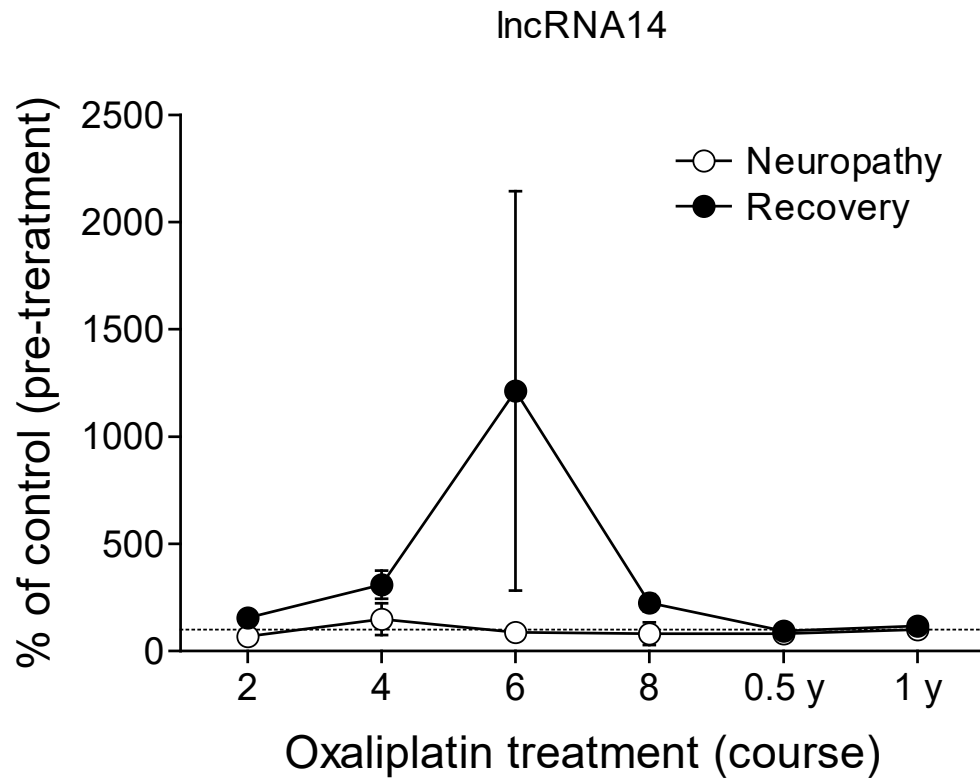 lncRNA14
% of control (pre-treratment)
2500
2000
1500
1000
500
0
Neuropathy
Recovery
2 4 6 8 0.5 y 1 y
Oxaliplatin treatment (course)